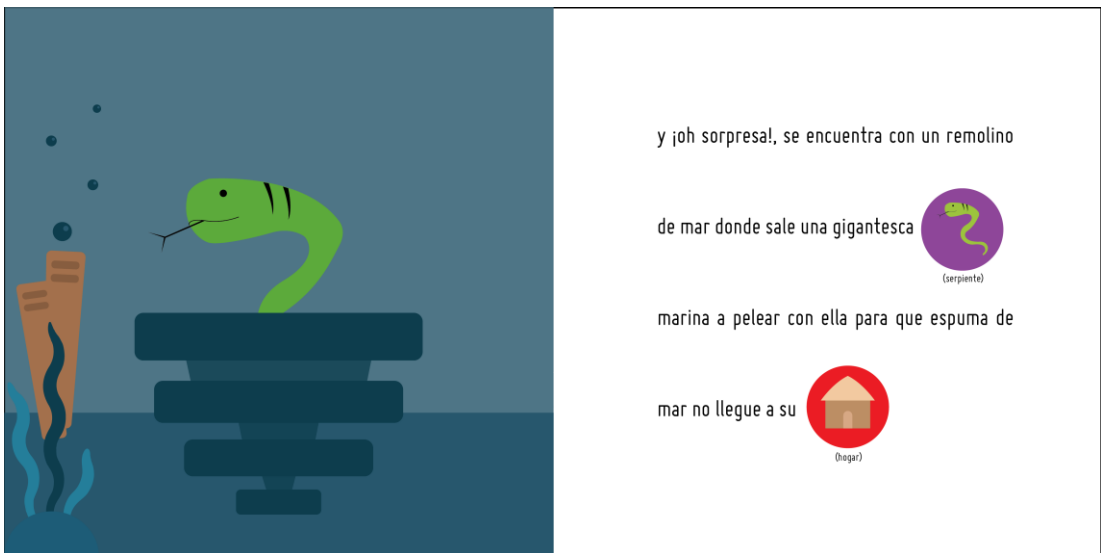 y ¡oh sorpresa!, se encuentra con un remolino
de mar donde sale una gigantesca
(serpiente)
marina a pelear con ella para que espuma de
mar no llegue a su
(hogar)